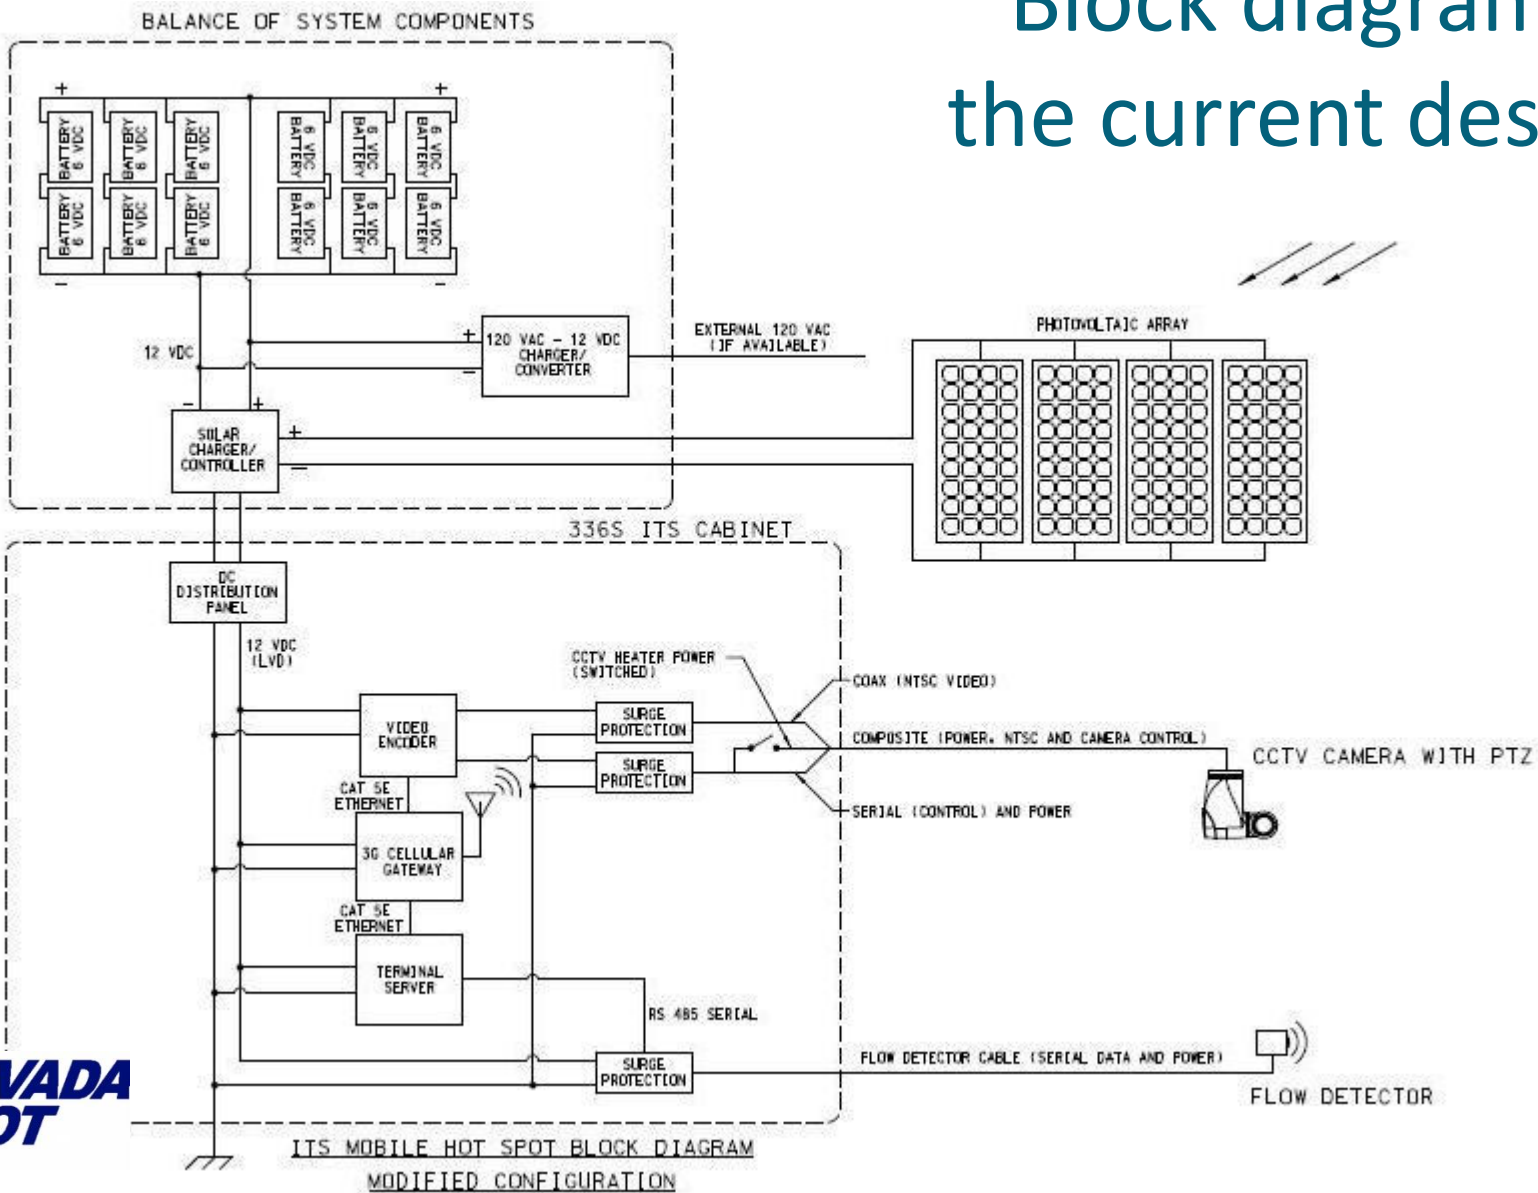 Block diagram
the current des
BALANCE OF SYSTEM COMPONENTS
+
+
BATTERY
6 VDC
BATTERY
6 VDC
BATTERY
6 VDC
6 VDC
BATTERY
6 VDC
BATTERY
6 VDC
BATTERY
BATTERY
6 VDC
BATTERY
6 VDC
BATTERY
6 VDC
6 VDC
BATTERY
6 VDC
BATTERY
6 VDC
BATTERY
-
-
12 VDC
+
-
120 VAC - 12 VDC
CHARGER/
CONVERTER
EXTERNAL 120 VAC
(IF AVAILABLE)
PHOTOVOLTAIC ARRAY
-
+
SOLAR
CHARGER/
CONTROLLER
+
-
336S ITS CABINET
DC
DISTRIBUTION
PANEL
12 VDC
(LVD)
CCTV HEATER POWER
(SWITCHED)
COAX (NTSC VIDEO)
VIDEO
ENCODER
SURGE
PROTECTION
SURGE
PROTECTION
COMPOSITE (POWER, NTSC AND CAMERA CONTROL)
CCTV CAMERA WITH PTZ
CAT 5E
ETHERNET
SERIAL (CONTROL) AND POWER
3G CELLULAR
GATEWAY
CAT 5E
ETHERNET
TERMINAL
SERVER
RS 485 SERIAL
SURGE
PROTECTION
FLOW DETECTOR CABLE (SERIAL DATA AND POWER)
FLOW DETECTOR
VADA
OT
ITS MOBILE HOT SPOT BLOCK DIAGRAM
MODIFIED CONFIGURATION